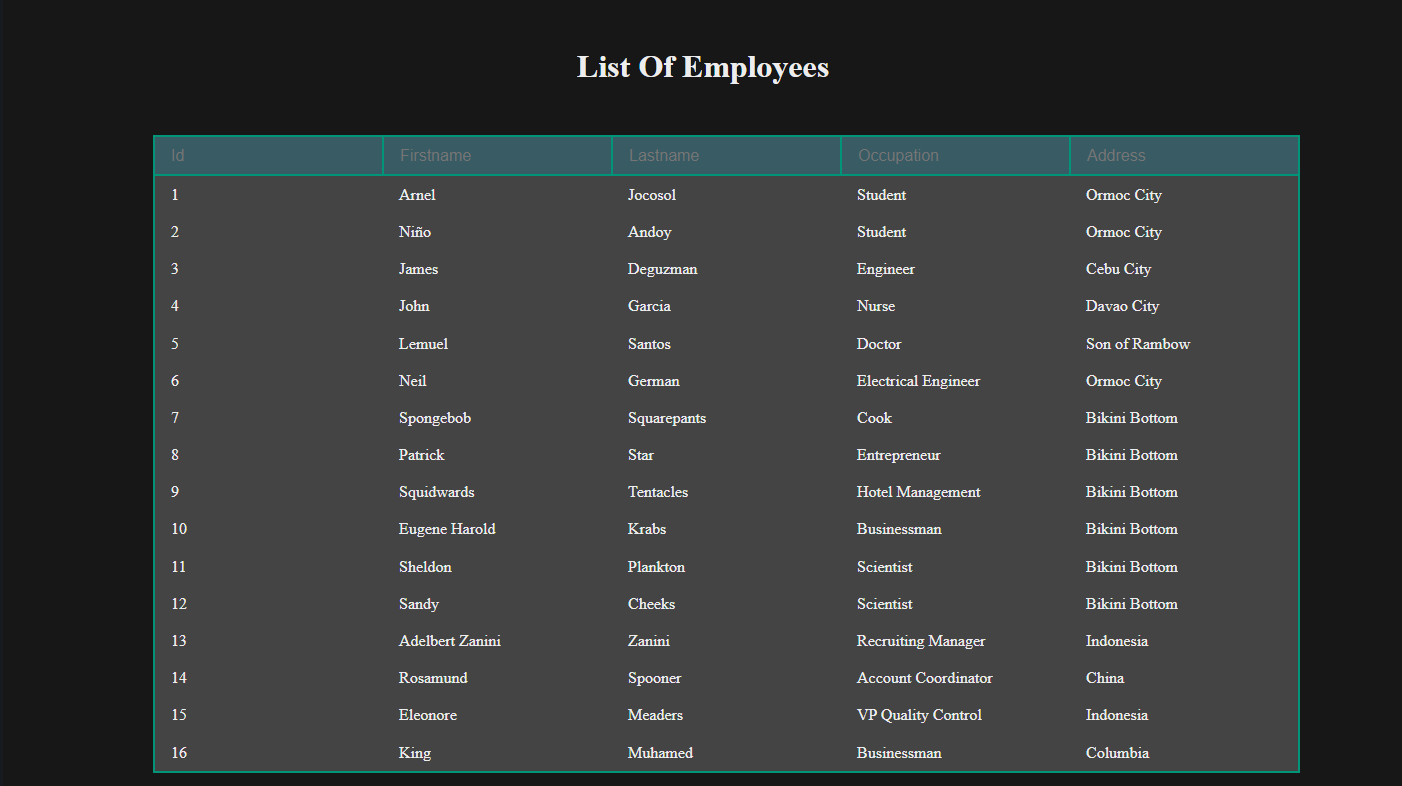 List Of Employees
Id Firstname Lastname Occupation Address
1 Arnel Jocosol Student Ormoc City
2 Niño Andoy Student Ormoc City
3 James Deguzman Engineer Cebu City
4 John Garcia Nurse Davao City
5 Lemuel Santos Doctor Son of Rambow
6 Neil German Electrical Engineer Ormoc City
7 Spongebob Squarepants Cook Bikini Bottom
8 Patrick Star Entrepreneur Bikini Bottom
9 Squidwards Tentacles Hotel Management Bikini Bottom
10 Eugene Harold Krabs Businessman Bikini Bottom
11 Sheldon Plankton Scientist Bikini Bottom
12 Sandy Cheeks Scientist Bikini Bottom
13 Adelbert Zanini Zanini Recruiting Manager Indonesia
14 Rosamund Spooner Account Coordinator China
15 Eleonore Meaders VP Quality Control Indonesia
16 King Muhamed Businessman Columbia